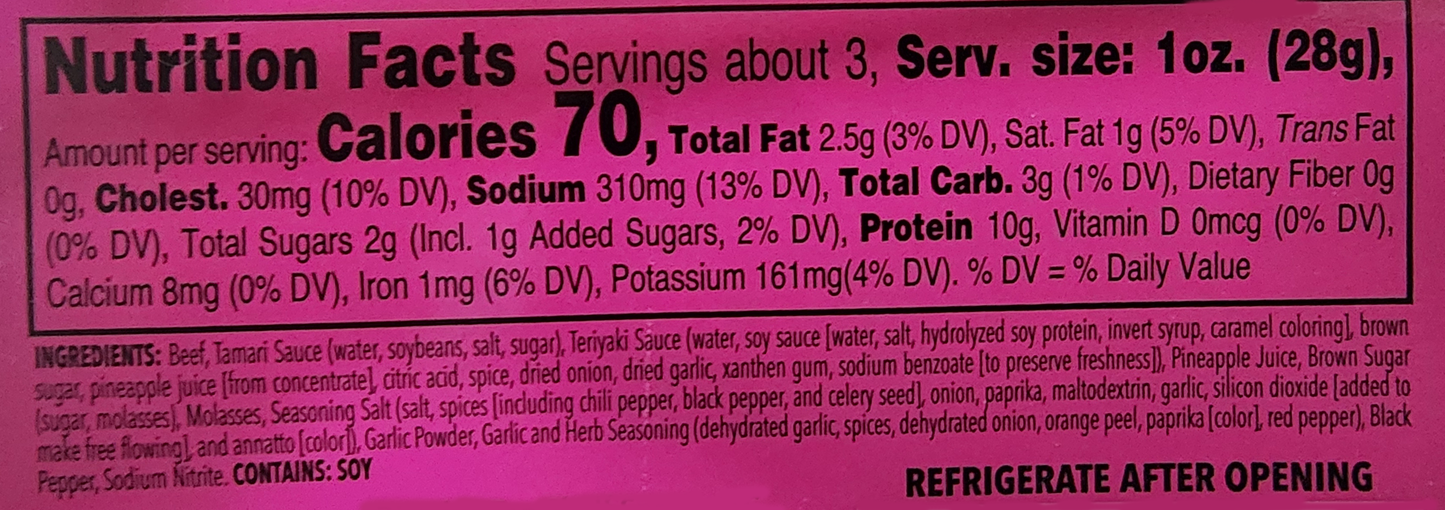 Nutrition Facts Servings about 3, Serv. size: 1oz. (28g),
Amount per serving: Calories 70, Total Fat 2.5g (3% DV), Sat. Fat 1g (5% DV), Trans Fat
0g, Cholest. 30mg (10% DV), Sodium 310mg (13% DV), Total Carb. 3g (1% DV), Dietary Fiber 0g
(0% DV), Total Sugars 2g (Incl. 1g Added Sugars, 2% DV), Protein 10g, Vitamin D 0mcg (0% DV),
Calcium 8mg (0% DV), Iron 1mg (6% DV), Potassium 161mg(4% DV). % DV = % Daily Value
INGREDIENTS: Beef, Tamari Sauce (water, soybeans, salt, sugar), Teriyaki Sauce (water, soy sauce [water, salt, hydrolyzed soy protein, invert syrup, caramel coloring], brown
sugar, pineapple juice [from concentrate], citric acid, spice, dried onion, dried garlic, xanthan gum, sodium benzoate [to preserve freshness]), Pineapple Juice, Brown Sugar
(sugar, molasses), Molasses, Seasoning Salt (salt, spices [including chili pepper, black pepper, and celery seed], onion, paprika, maltodextrin, garlic, silicon dioxide [added to
make free flowing], and annatto [color]), Garlic Powder, Garlic and Herb Seasoning (dehydrated garlic, spices, dehydrated onion, orange peel, paprika [color], red pepper), Black
Pepper, Sodium Nitrite. CONTAINS: SOY
REFRIGERATE AFTER OPENING